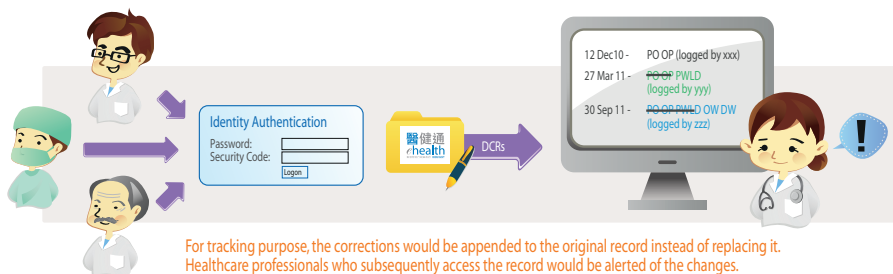 Identity Authentication
Password:
Security Code:
Logon
醫健通
ehealth
DCRs
12 Dec10 - PO OP (logged by xxx)
27 Mar 11 - PO OP PWLD
(logged by yyy)
30 Sep 11 - PO OP PWLD OW DW
(logged by zzz)
!
For tracking purpose, the corrections would be appended to the original record instead of replacing it.
Healthcare professionals who subsequently access the record would be alerted of the changes.